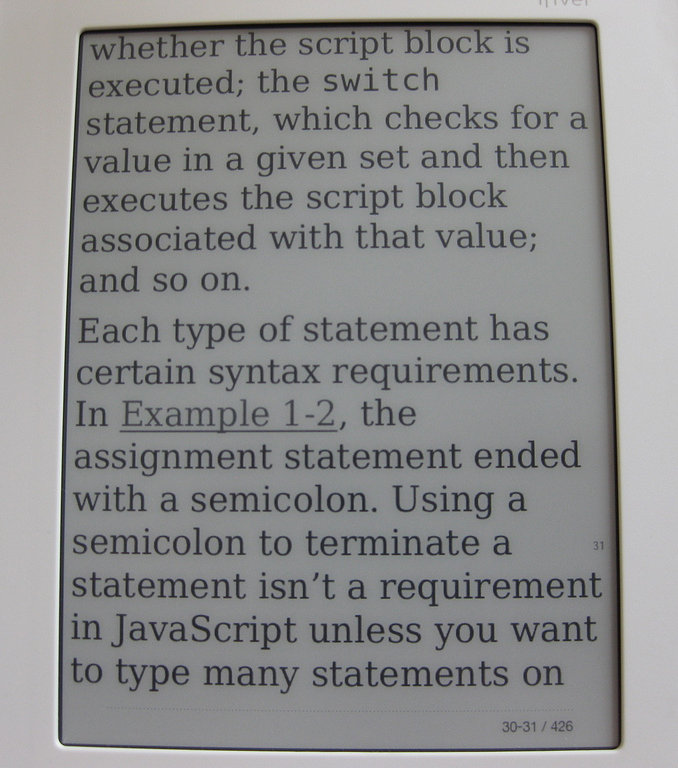 whether the script block is
executed; the switch
statement, which checks for a
value in a given set and then
executes the script block
associated with that value;
and so on.
Each type of statement has
certain syntax requirements.
In Example 1-2, the
assignment statement ended
with a semicolon. Using a
semicolon to terminate a
31
statement isn’t a requirement
in JavaScript unless you want
to type many statements on
30-31 / 426